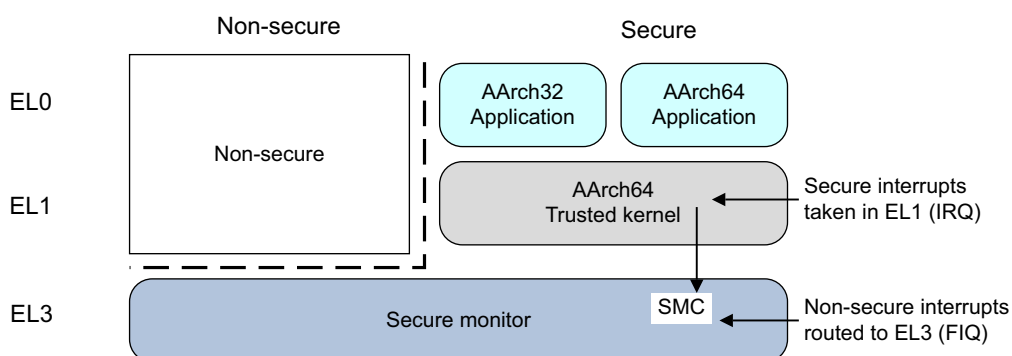 Non-secure
Secure
EL0
AArch32
Application
AArch64
Application
Non-secure
EL1
AArch64
Trusted kernel
Secure interrupts
taken in EL1 (IRQ)
EL3
Secure monitor
SMC
Non-secure interrupts
routed to EL3 (FIQ)